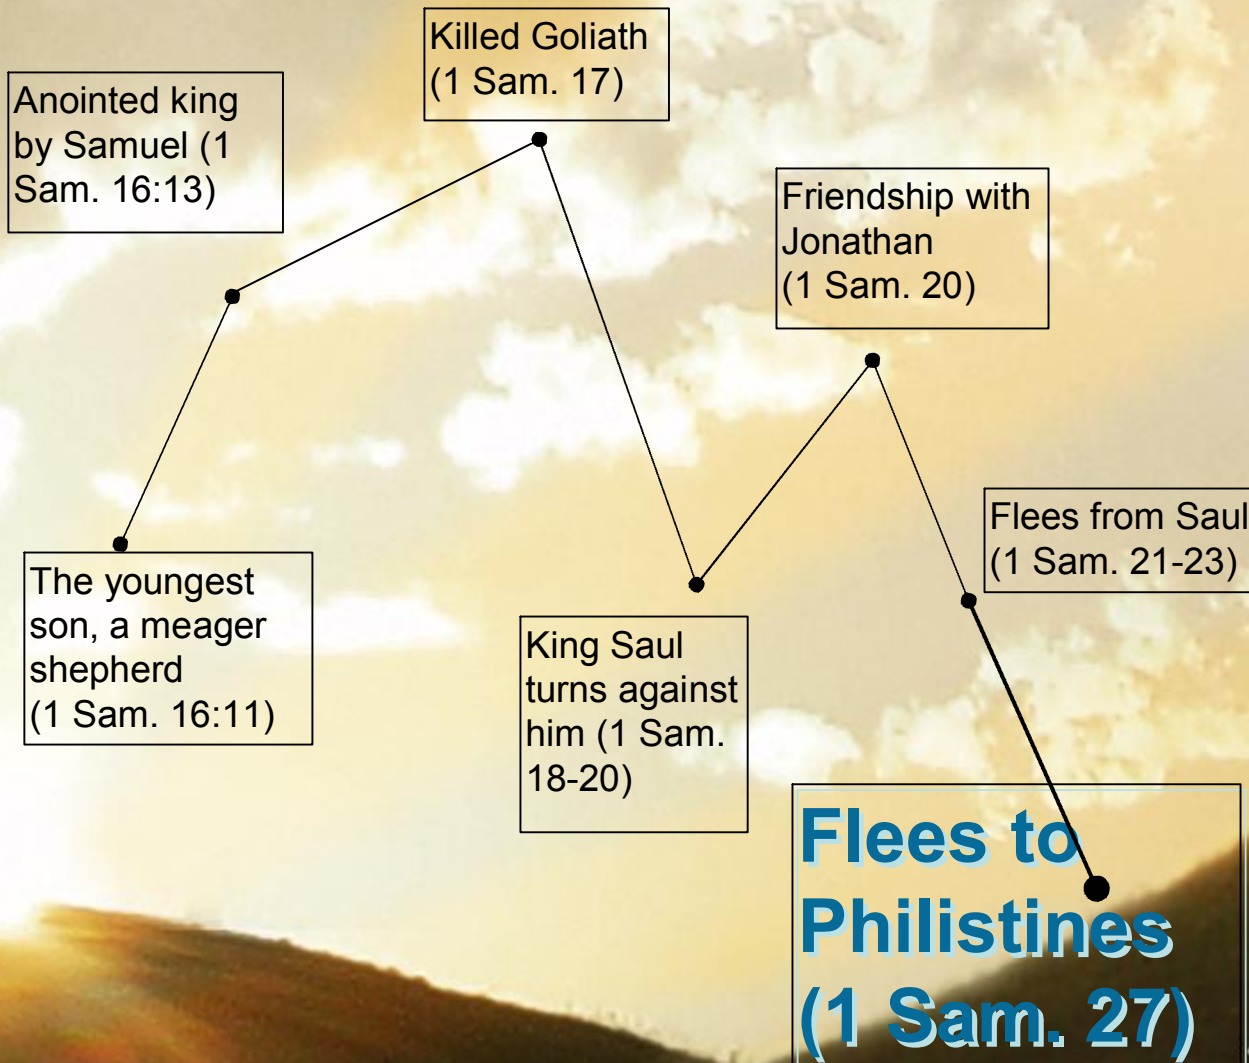 Killed Goliath
(1 Sam. 17)
Anointed king
by Samuel (1
Sam. 16:13)
Friendship with
Jonathan
(1 Sam. 20)
Flees from Saul
(1 Sam. 21-23)
The youngest
son, a meager
shepherd
(1 Sam. 16:11)
King Saul
turns against
him (1 Sam.
18-20)
Flees to
Philistines
(1 Sam. 27)